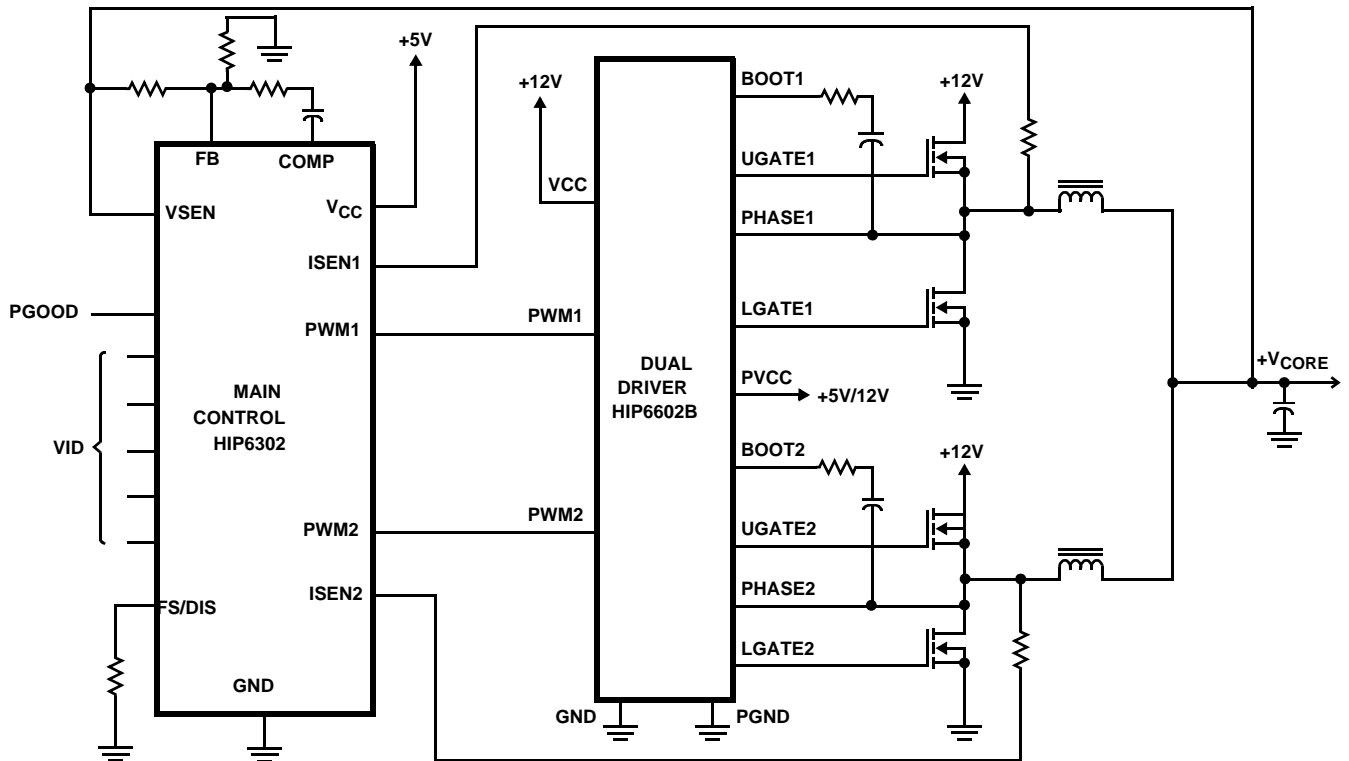 +5V
+12V
BOOT1
+12V
FB
COMP
UGATE1
VCC
VSEN
VCC
PHASE1
ISEN1
PGOOD
PWM1
PWM1
LGATE1
+VCORE
DUAL
DRIVER
HIP6602B
PVCC
+5V/12V
MAIN
CONTROL
HIP6302
VID
BOOT2
+12V
PWM2
PWM2
UGATE2
ISEN2
PHASE2
FS/DIS
LGATE2
GND
GND
PGND